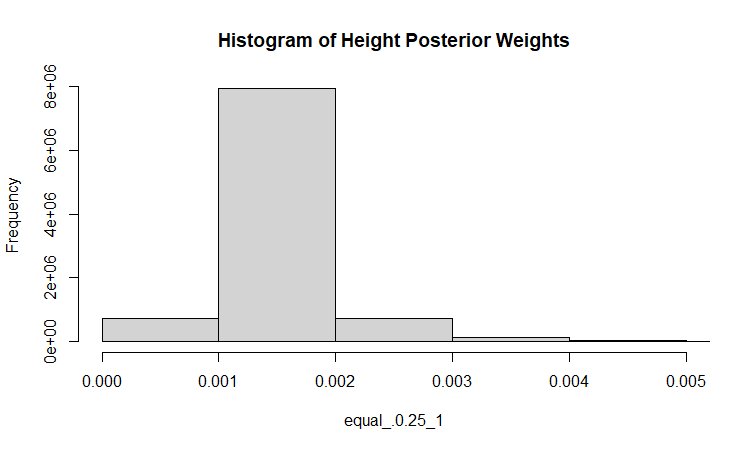 Histogram of Height Posterior Weights
Frequency
8e+06
6e+06
4e+06
2e+06
0e+00
0.000 0.001 0.002 0.003 0.004 0.005
equal_.0.25_1